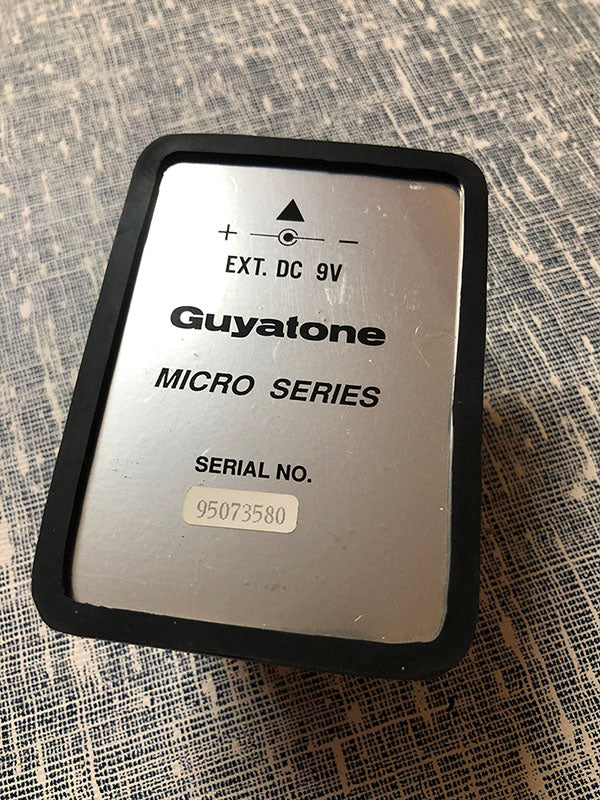 + −
EXT. DC 9V
Guyatone
MICRO SERIES
SERIAL NO.
95073580